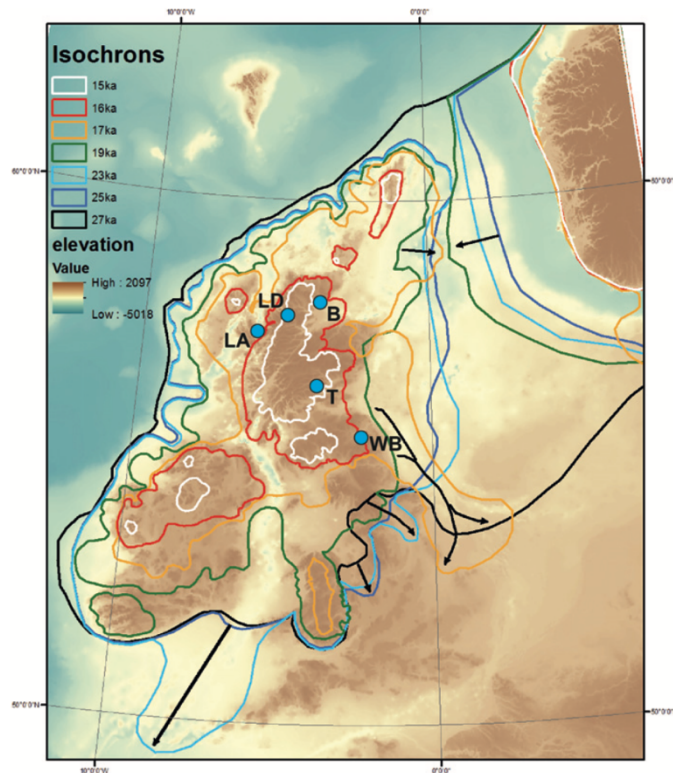 10°0'0"W
0°0'0"
Isochrons
15ka
16ka
17ka
19ka
23ka
25ka
27ka
elevation
Value
High : 2097
Low : -5018
60°0'0"N
60°0'0"N
LD
B
LA
T
WB
50°0'0"N
50°0'0"N
10°0'0"W
0°0'0"